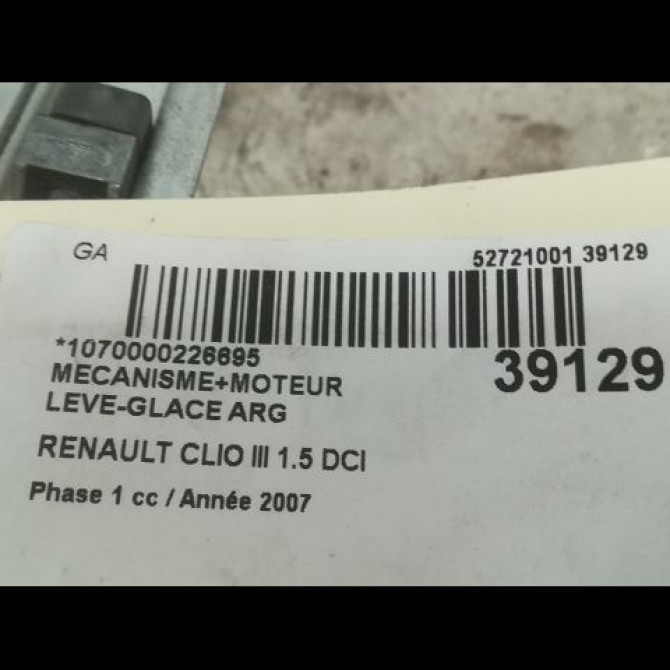 GA
52721001 39129
*1070000226695
39129
MECANISME+MOTEUR
LEVE-GLACE ARG
RENAULT CLIO III 1.5 DCI
Phase 1 cc / Année 2007